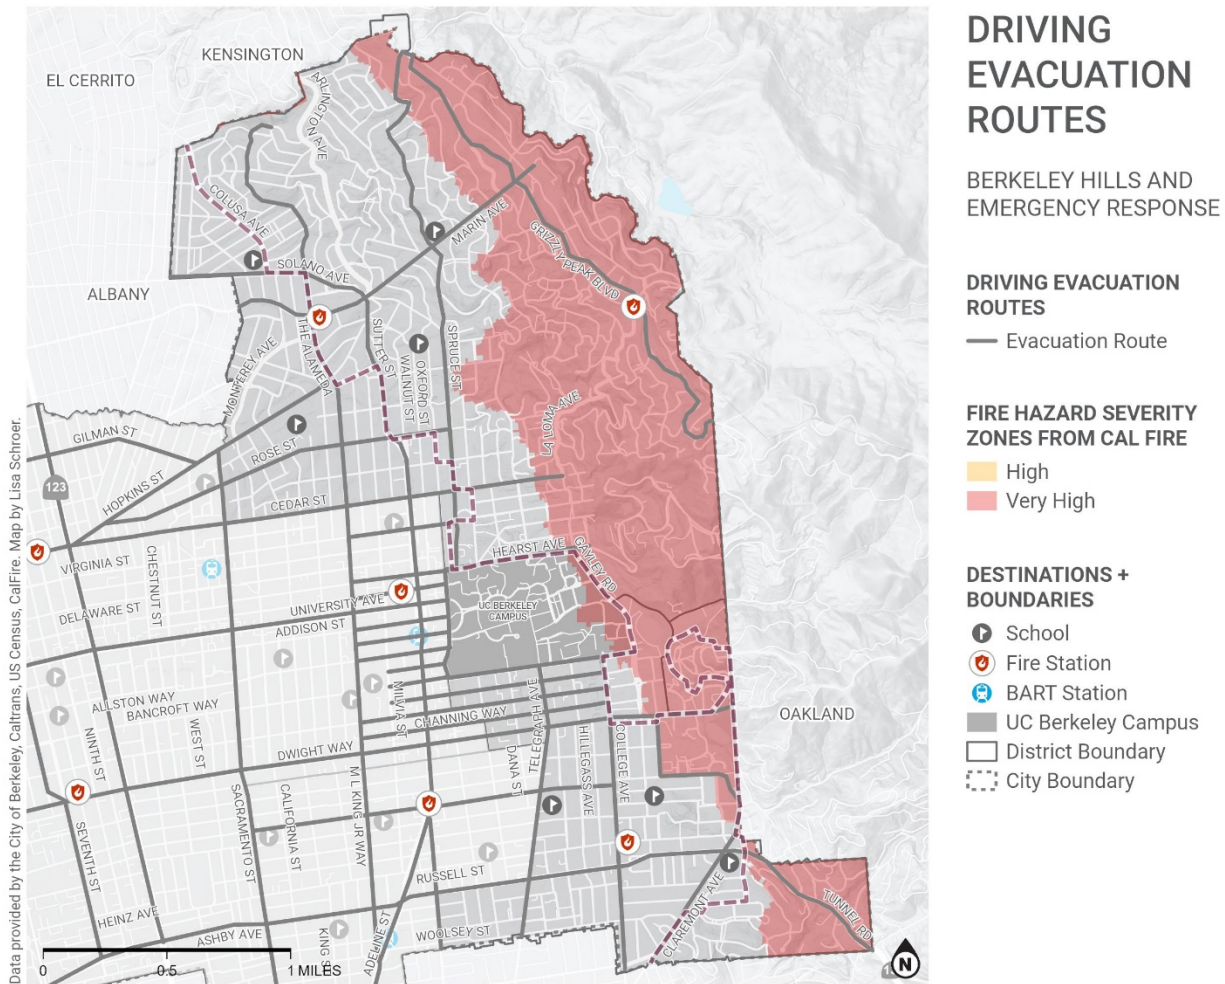 DRIVING
EVACUATION
ROUTES
BERKELEY HILLS AND
EMERGENCY RESPONSE
DRIVING EVACUATION
ROUTES
Evacuation Route
FIRE HAZARD SEVERITY
ZONES FROM CAL FIRE
High
Very High
DESTINATIONS +
BOUNDARIES
School
Fire Station
BART Station
UC Berkeley Campus
District Boundary
City Boundary
KENSINGTON
EL CERRITO
ARLINGTON AVE
COLUSA AVE
MARIN AVE
GRIZZLY PEAK BLVD
SOLANO AVE
ALBANY
THE ALAMEDA
SUTTER ST
SPRUCE ST
OXFORD ST
WALNUT ST
MONTEREY AVE
LA LOMA AVE
GILMAN ST
ROSE ST
HOPKINS ST
123
CEDAR ST
HEARST AVE
GAYLEY RD
VIRGINIA ST
CHESTNUT ST
DELAWARE ST
UNIVERSITY AVE
ADDISON ST
UC BERKELEY
CAMPUS
ALLSTON WAY
BANCROFT WAY
MILVIA ST
CHANNING WAY
TELEGRAPH AVE
OAKLAND
NINTH ST
WEST ST
DWIGHT WAY
DANA ST
HILLEGASS AVE
COLLEGE AVE
SEVENTH ST
SACRAMENTO ST
CALIFORNIA ST
M L KING JR WAY
RUSSELL ST
CLAREMONT AVE
TUNNEL RD
HEINZ AVE
ASHBY AVE
KING ST
ADELINE ST
WOOLSEY ST
0 0.5 1 MILES
N
Data provided by the City of Berkeley, Caltrans, US Census, CalFire. Map by Lisa Schroer.